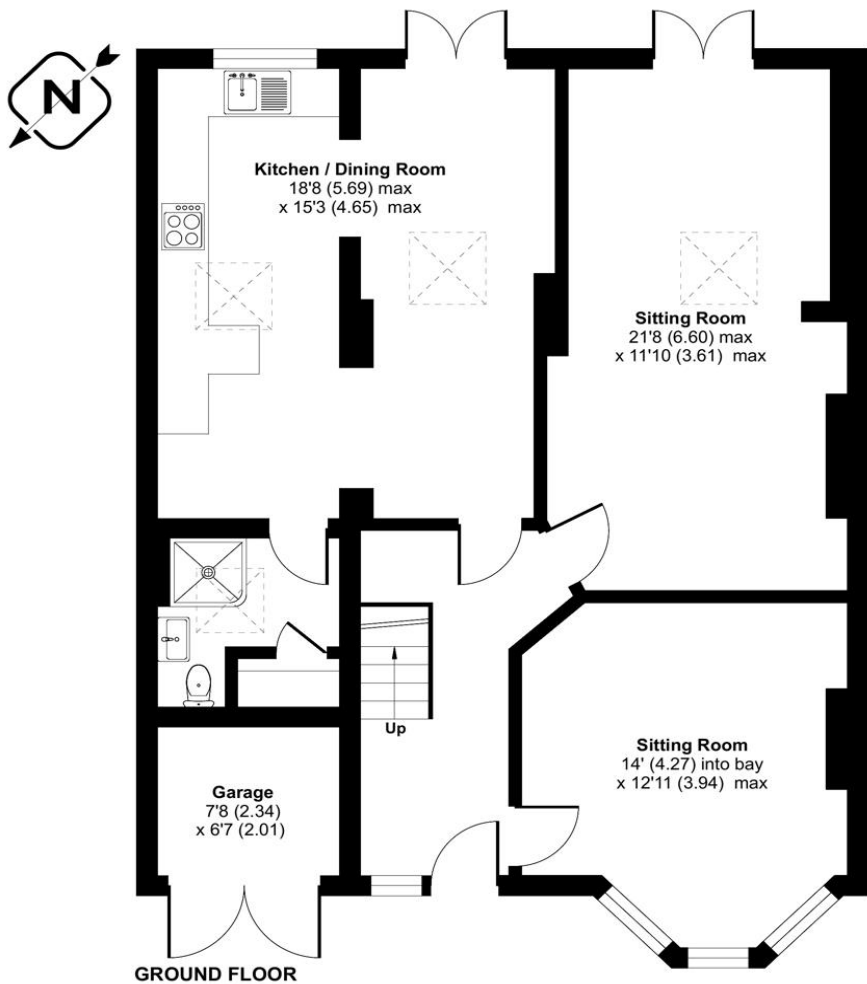 N
Kitchen / Dining Room
18'8 (5.69) max
x 15'3 (4.65) max
Sitting Room
21'8 (6.60) max
x 11'10 (3.61) max
Up
Sitting Room
14' (4.27) into bay
x 12'11 (3.94) max
Garage
7'8 (2.34)
x 6'7 (2.01)
GROUND FLOOR